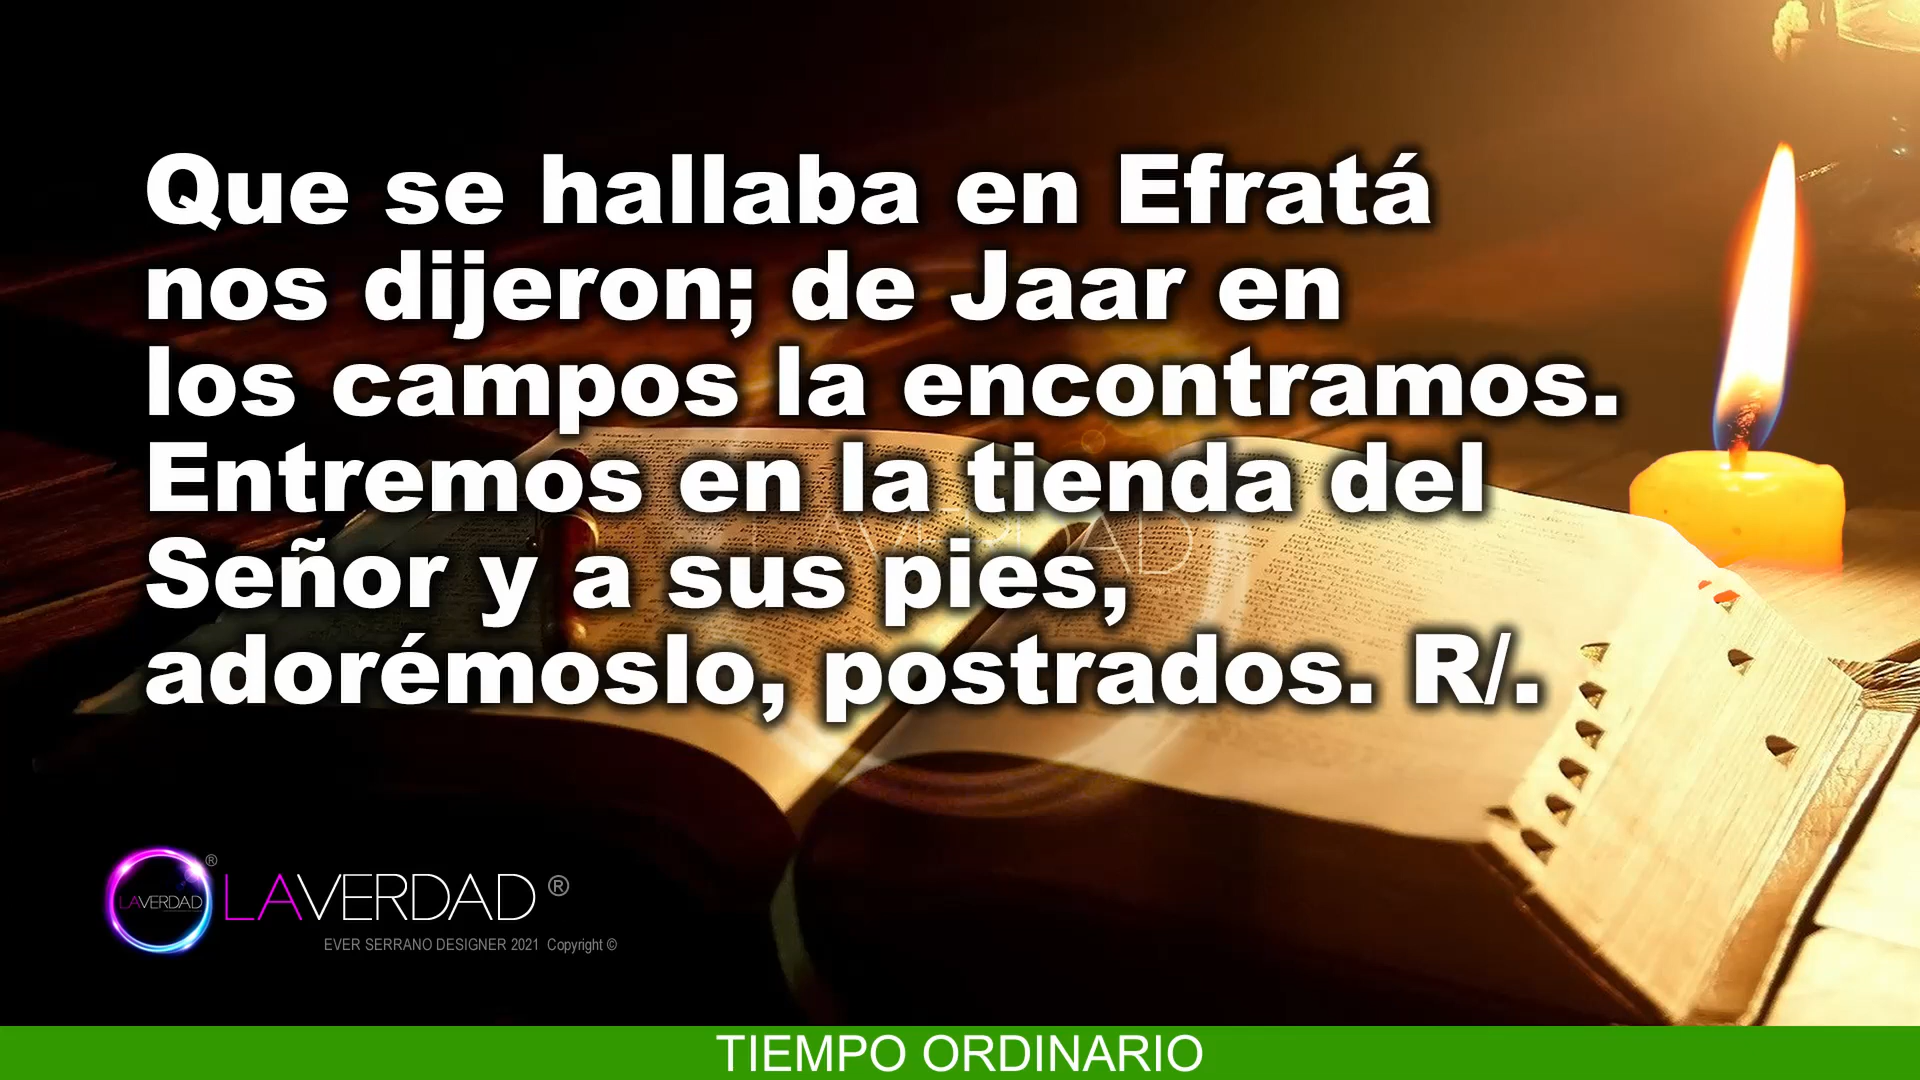 Que se hallaba en Efratá
nos dijeron; de Jaar en
los campos la encontramos.
Entremos en la tienda del
Señor y a sus pies,
adorémoslo, postrados. R/.
LAVERDAD
LAVERDAD ®
LAVERDAD ®
EVER SERRANO DESIGNER 2021 Copyright ©
TIEMPO ORDINARIO